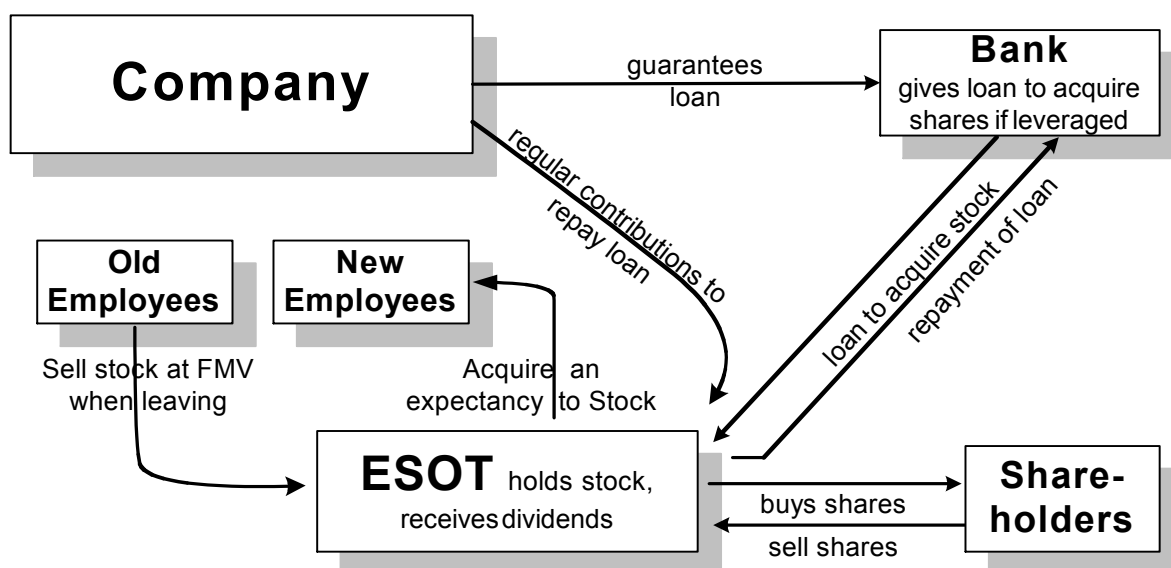 Company
guarantees
loan
Bank
gives loan to acquire
shares if leveraged
regular contributions to
repay loan
loan to acquire stock
repayment of loan
Old
Employees
New
Employees
Sell stock at FMV
when leaving
Acquire an
expectancy to Stock
ESOT holds stock,
receives dividends
buys shares
sell shares
Share-
holders